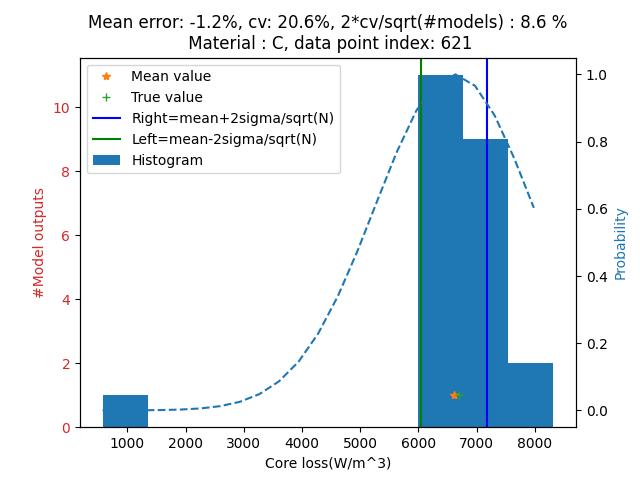 Mean error: -1.2%, cv: 20.6%, 2*cv/sqrt(#models) : 8.6 %
Material : C, data point index: 621
Mean value
True value
Right=mean+2sigma/sqrt(N)
Left=mean-2sigma/sqrt(N)
Histogram
#Model outputs
10
8
6
4
2
0
1.0
0.8
0.6
0.4
0.2
0.0
Probability
1000 2000 3000 4000 5000 6000 7000 8000
Core loss(W/m^3)